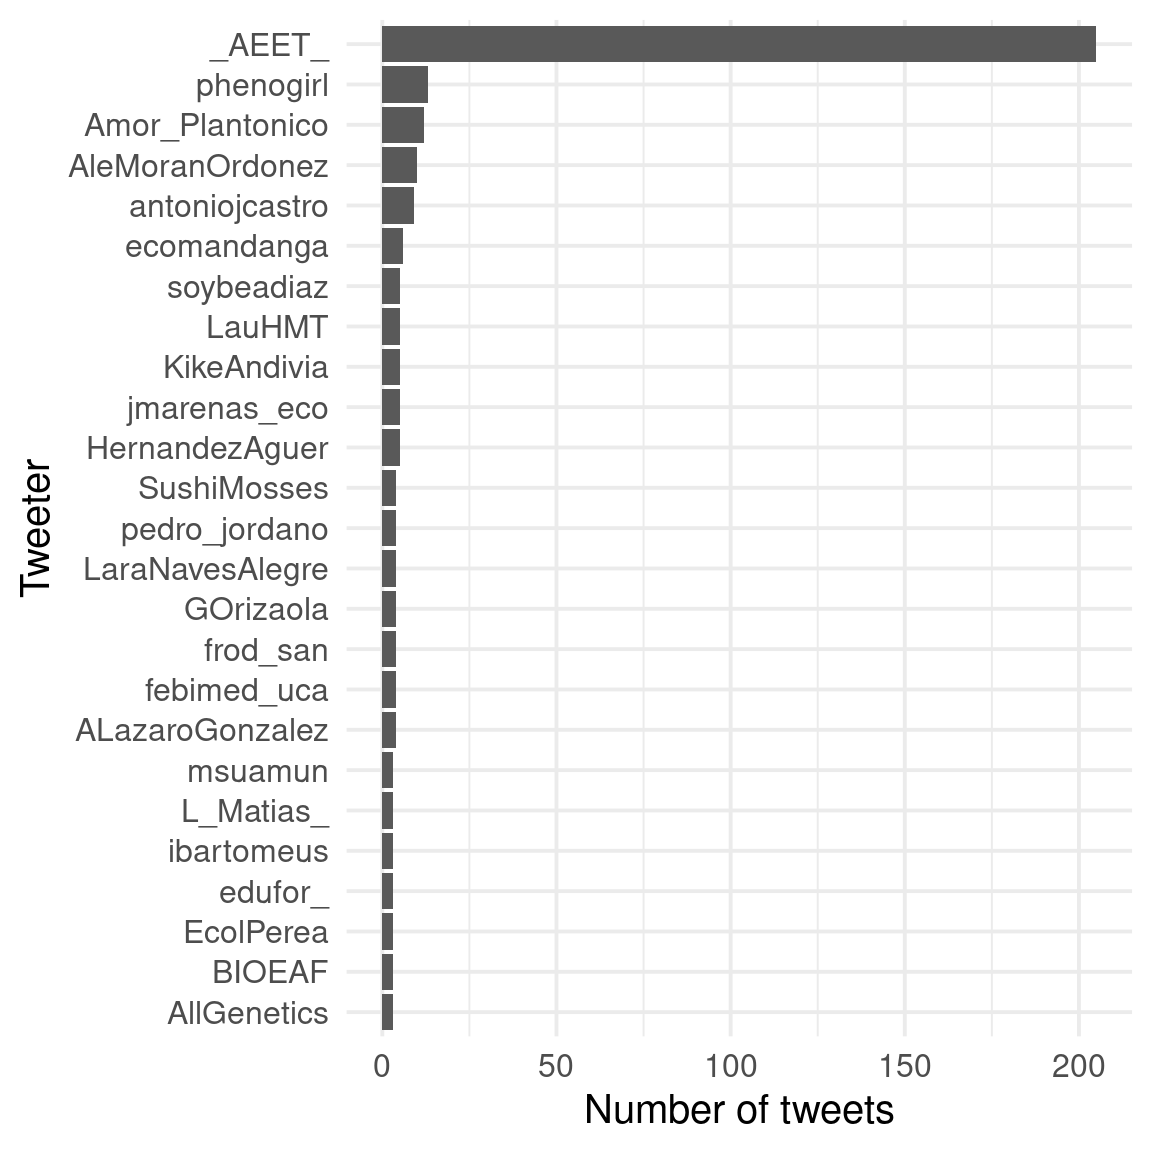 _AEET_
phenogirl
Amor_Plantonico
AleMoranOrdonez
antoniojcastro
ecomandanga
soybeadiaz
LauHMT
KikeAndivia
jmarenas_eco
HernandezAguer
SushiMosses
pedro_jordano
LaraNavesAlegre
GOrizaola
frod_san
febimed_uca
ALazaroGonzalez
msuamun
L_Matias_
ibartomeus
edufor_
EcolPerea
BIOEAF
AllGenetics
Tweeter
0 50 100 150 200
Number of tweets